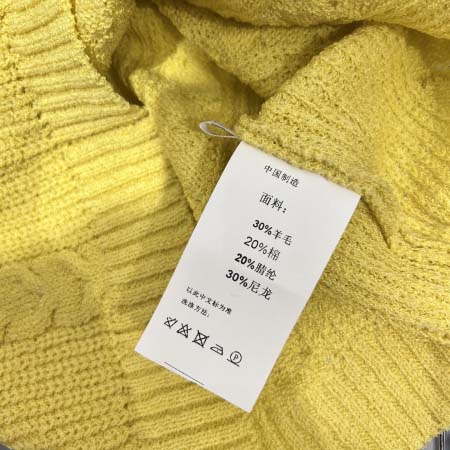 中国制造
面料：
30%羊毛
20%棉
20%腈纶
30%尼龙
以此中文标为准
洗涤方法：
P